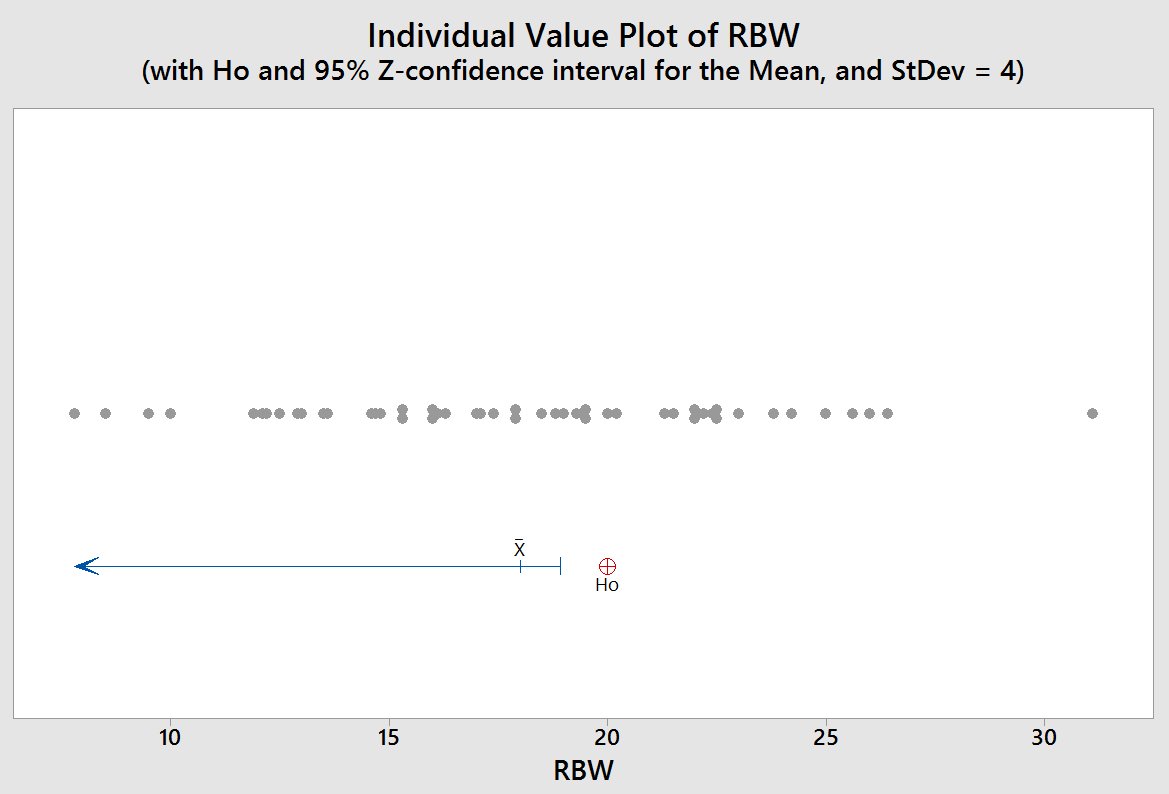 Individual Value Plot of RBW
(with Ho and 95% Z-confidence interval for the Mean, and StDev = 4)
X̄
Ho
10 15 20 25 30
RBW